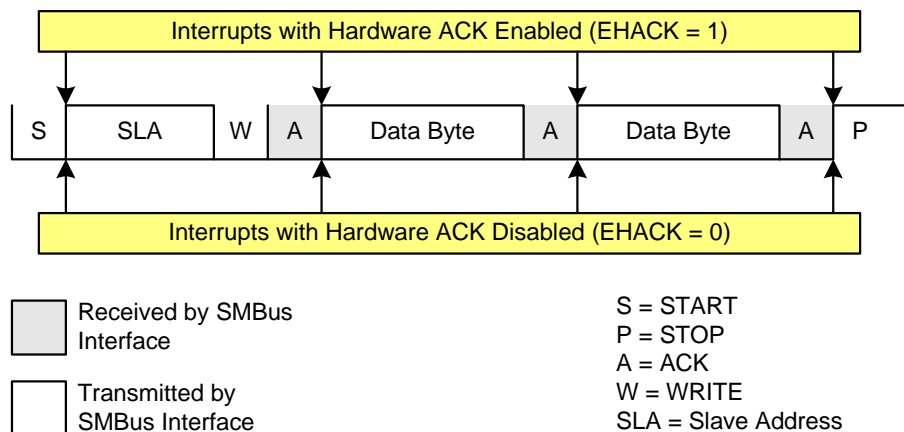 Interrupts with Hardware ACK Enabled (EHACK = 1)
S SLA W A Data Byte A Data Byte A P
Interrupts with Hardware ACK Disabled (EHACK = 0)
Received by SMBus
Interface
Transmitted by
SMBus Interface
S = START
P = STOP
A = ACK
W = WRITE
SLA = Slave Address